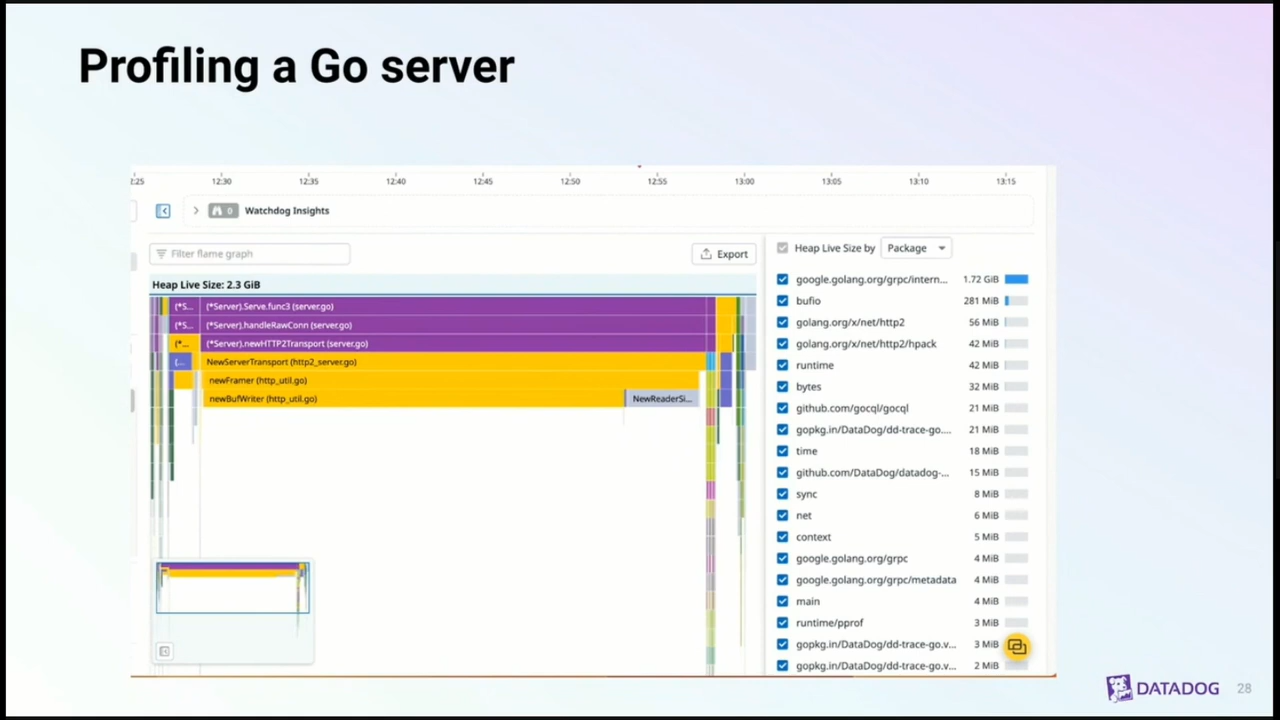 Profiling a Go server
12:25 12:30 12:35 12:40 12:45 12:50 12:55 13:00 13:05 13:10 13:15
0 Watchdog Insights
Filter flame graph
Export
Heap Live Size: 2.3 GiB
(*S... (*Server).Serve.func3 (server.go)
(*S... (*Server).handleRawConn (server.go)
(*... (*Server).newHTTP2Transport (server.go)
(... NewServerTransport (http2_server.go)
newFramer (http_util.go)
newBufWriter (http_util.go) NewReaderSi...
Heap Live Size by Package
google.golang.org/grpc/intern... 1.72 GiB
bufio 281 MiB
golang.org/x/net/http2 56 MiB
golang.org/x/net/http2/hpack 42 MiB
runtime 42 MiB
bytes 32 MiB
github.com/gocql/gocql 21 MiB
gopkg.in/DataDog/dd-trace-go.... 21 MiB
time 18 MiB
github.com/DataDog/datadog-... 15 MiB
sync 8 MiB
net 6 MiB
context 5 MiB
google.golang.org/grpc 4 MiB
google.golang.org/grpc/metadata 4 MiB
main 4 MiB
runtime/pprof 3 MiB
gopkg.in/DataDog/dd-trace-go.v... 3 MiB
gopkg.in/DataDog/dd-trace-go.v... 2 MiB
DATADOG 28